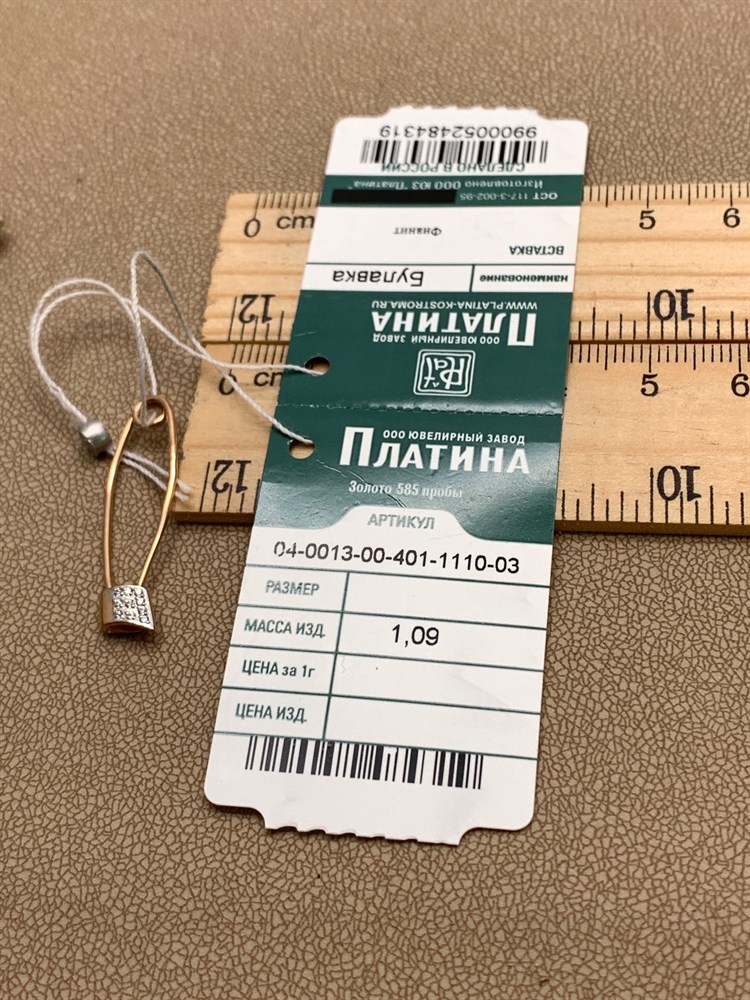 9900052484319
СДЕЛАНО В РОССИИ
Изготовлено ООО ЮЗ "Платина"
ОСТ 117-3-002-95
Фианит
ВСТАВКА
наименование Булавка
WWW.PLATINA-KOSTROMA.RU
ПЛАТИНА
ООО ЮВЕЛИРНЫЙ ЗАВОД
Plat
0 cm 5 6
12 10
0 cm 5 6
12 10
ООО ЮВЕЛИРНЫЙ ЗАВОД
ПЛАТИНА
Золото 585 пробы
АРТИКУЛ
04-0013-00-401-1110-03
РАЗМЕР
МАССА ИЗД. 1,09
ЦЕНА за 1г
ЦЕНА ИЗД.